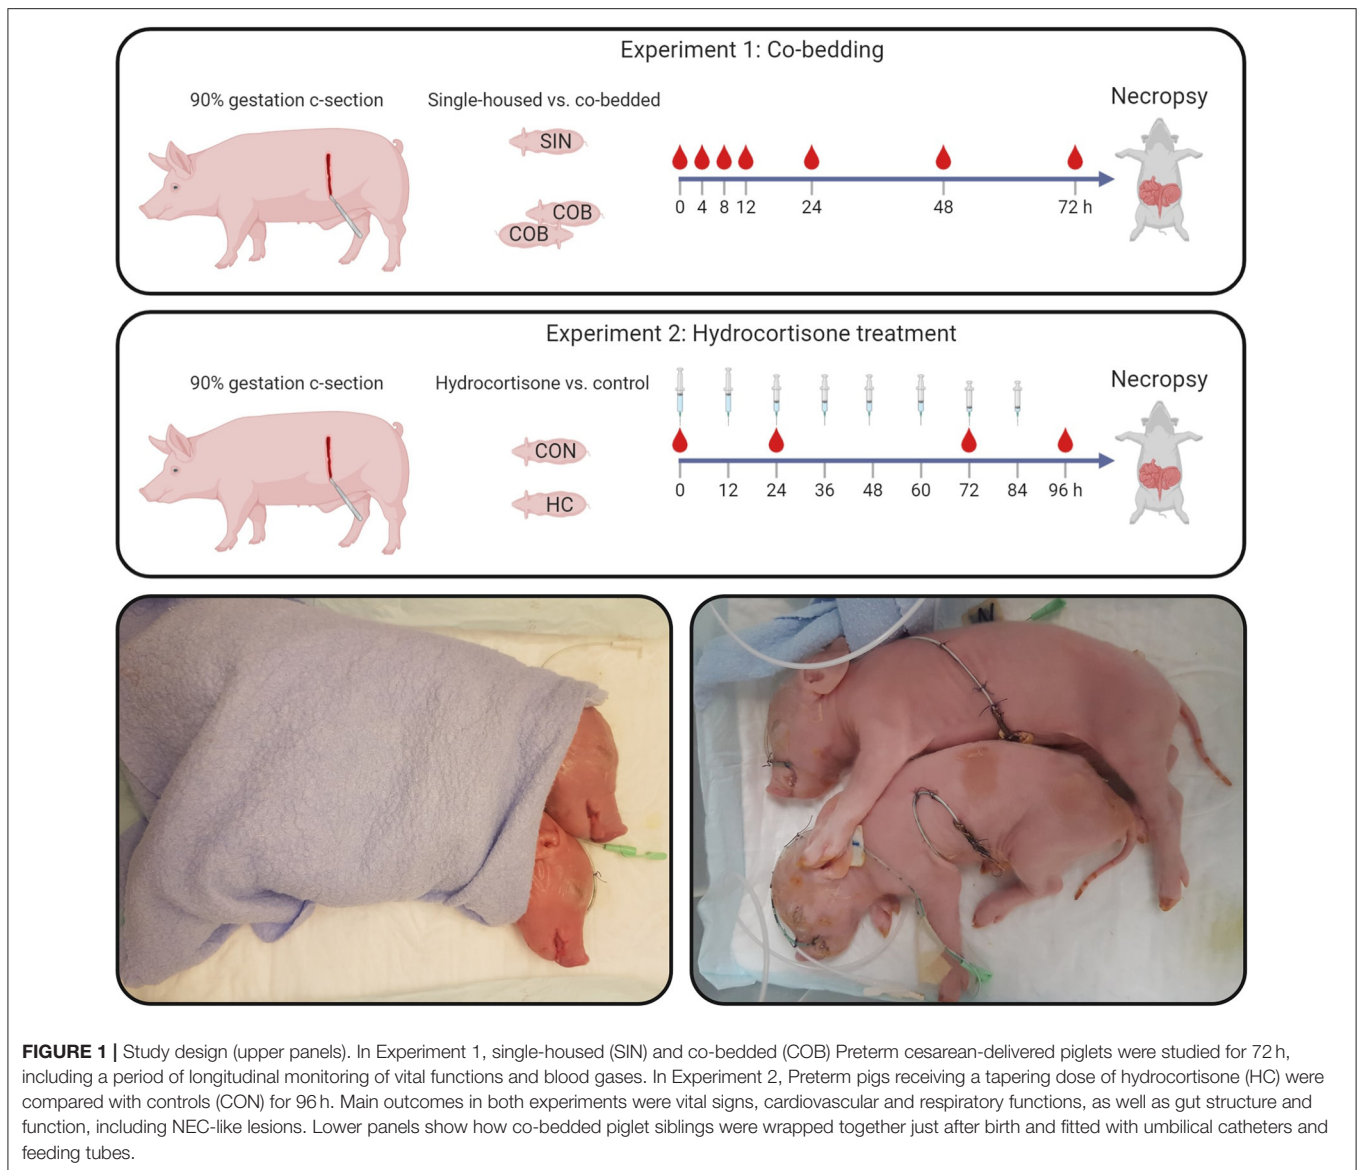 Experiment 1: Co-bedding
90% gestation c-section
Single-housed vs. co-bedded
Necropsy
SIN
COB
COB
0 4 8 12 24 48 72 h
Experiment 2: Hydrocortisone treatment
90% gestation c-section
Hydrocortisone vs. control
Necropsy
CON
HC
0 12 24 36 48 60 72 84 96 h
FIGURE 1 | Study design (upper panels). In Experiment 1, single-housed (SIN) and co-bedded (COB) Preterm cesarean-delivered piglets were studied for 72 h,
including a period of longitudinal monitoring of vital functions and blood gases. In Experiment 2, Preterm pigs receiving a tapering dose of hydrocortisone (HC) were
compared with controls (CON) for 96 h. Main outcomes in both experiments were vital signs, cardiovascular and respiratory functions, as well as gut structure and
function, including NEC-like lesions. Lower panels show how co-bedded piglet siblings were wrapped together just after birth and fitted with umbilical catheters and
feeding tubes.